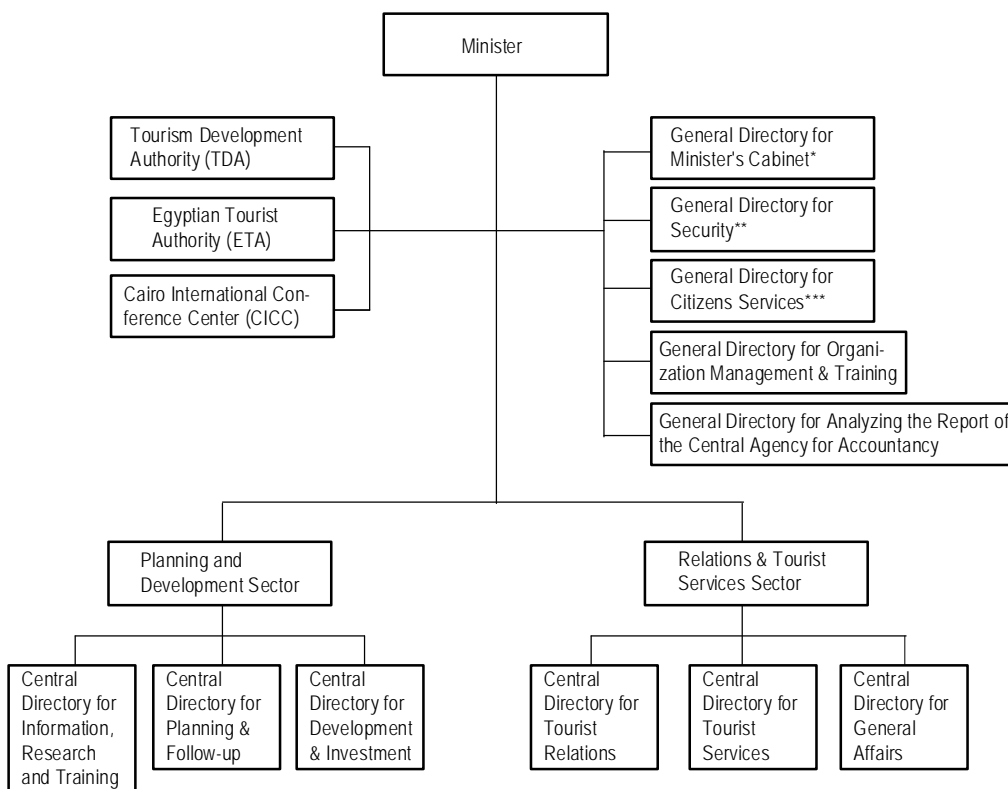 Minister
Tourism Development
Authority (TDA)
Egyptian Tourist
Authority (ETA)
Cairo International Con-
ference Center (CICC)
General Directory for
Minister's Cabinet*
General Directory for
Security**
General Directory for
Citizens Services***
General Directory for Organi-
zation Management & Training
General Directory for Analyzing the Report of
the Central Agency for Accountancy
Planning and
Development Sector
Relations & Tourist
Services Sector
Central
Directory for
Information,
Research
and Training
Central
Directory for
Planning &
Follow-up
Central
Directory for
Development
& Investment
Central
Directory for
Tourist
Relations
Central
Directory for
Tourist
Services
Central
Directory for
General
Affairs